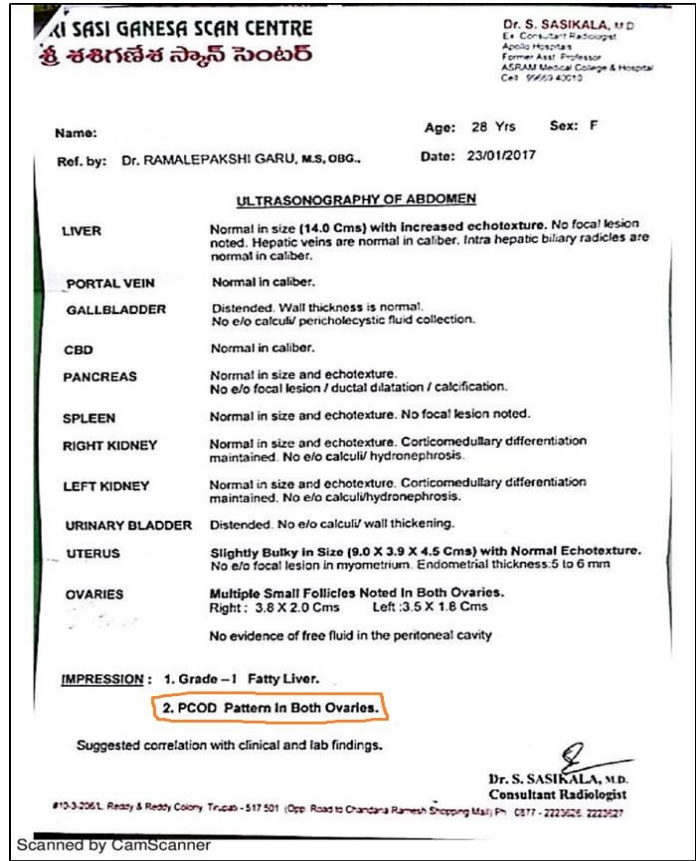 RI SASI GANESA SCAN CENTRE
శ్రీ శశిగణేశ స్కాన్ సెంటర్
Dr. S. SASIKALA, M D
Ex Consultant Radiologist
Apollo Hospitals
Former Asst Professor
ASRAM Medical College & Hospital
Cell
Name:
Age: 28 Yrs Sex: F
Ref. by: Dr. RAMALEPAKSHI GARU, M.S, OBG.,
Date: 23/01/2017
ULTRASONOGRAPHY OF ABDOMEN
LIVER Normal in size (14.0 Cms) with increased echotexture. No focal lesion
noted. Hepatic veins are normal in caliber. Intra hepatic biliary radicles are
normal in caliber.
PORTAL VEIN Normal in caliber.
GALLBLADDER Distended. Wall thickness is normal.
No e/o calculi/ pericholecystic fluid collection.
CBD Normal in caliber.
PANCREAS Normal in size and echotexture.
No e/o focal lesion / ductal dilatation / calcification.
SPLEEN Normal in size and echotexture. No focal lesion noted.
RIGHT KIDNEY Normal in size and echotexture. Corticomedullary differentiation
maintained. No e/o calculi/ hydronephrosis.
LEFT KIDNEY Normal in size and echotexture. Corticomedullary differentiation
maintained. No e/o calculi/hydronephrosis.
URINARY BLADDER Distended. No e/o calculi/ wall thickening.
UTERUS Slightly Bulky in Size (9.0 X 3.9 X 4.5 Cms) with Normal Echotexture.
No e/o focal lesion in myometrium. Endometrial thickness:5 to 6 mm
OVARIES Multiple Small Follicles Noted In Both Ovaries.
Right : 3.8 X 2.0 Cms Left :3.5 X 1.8 Cms
No evidence of free fluid in the peritoneal cavity
IMPRESSION : 1. Grade –I Fatty Liver.
2. PCOD Pattern In Both Ovaries.
Suggested correlation with clinical and lab findings.
Dr. S. SASIKALA, M.D.
Consultant Radiologist
Reddy & Reddy Colony, Tirupati - 517 501 (Opp. Road to Chandana Ramesh Shopping Mall) Ph 0877 - 2223626, 2223627
Scanned by CamScanner